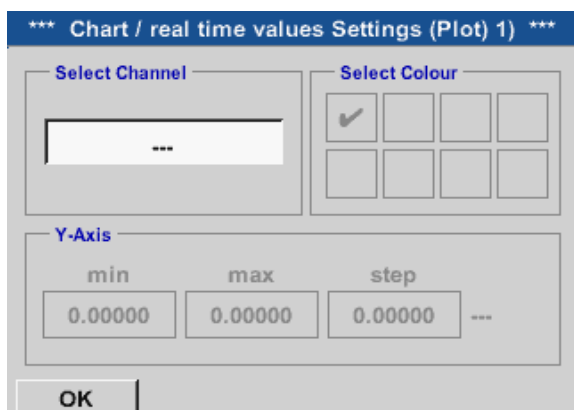 *** Chart / real time values Settings (Plot) 1) ***
Select Channel
Select Colour
---
✔
Y-Axis
min max step
0.00000 0.00000 0.00000 ---
OK